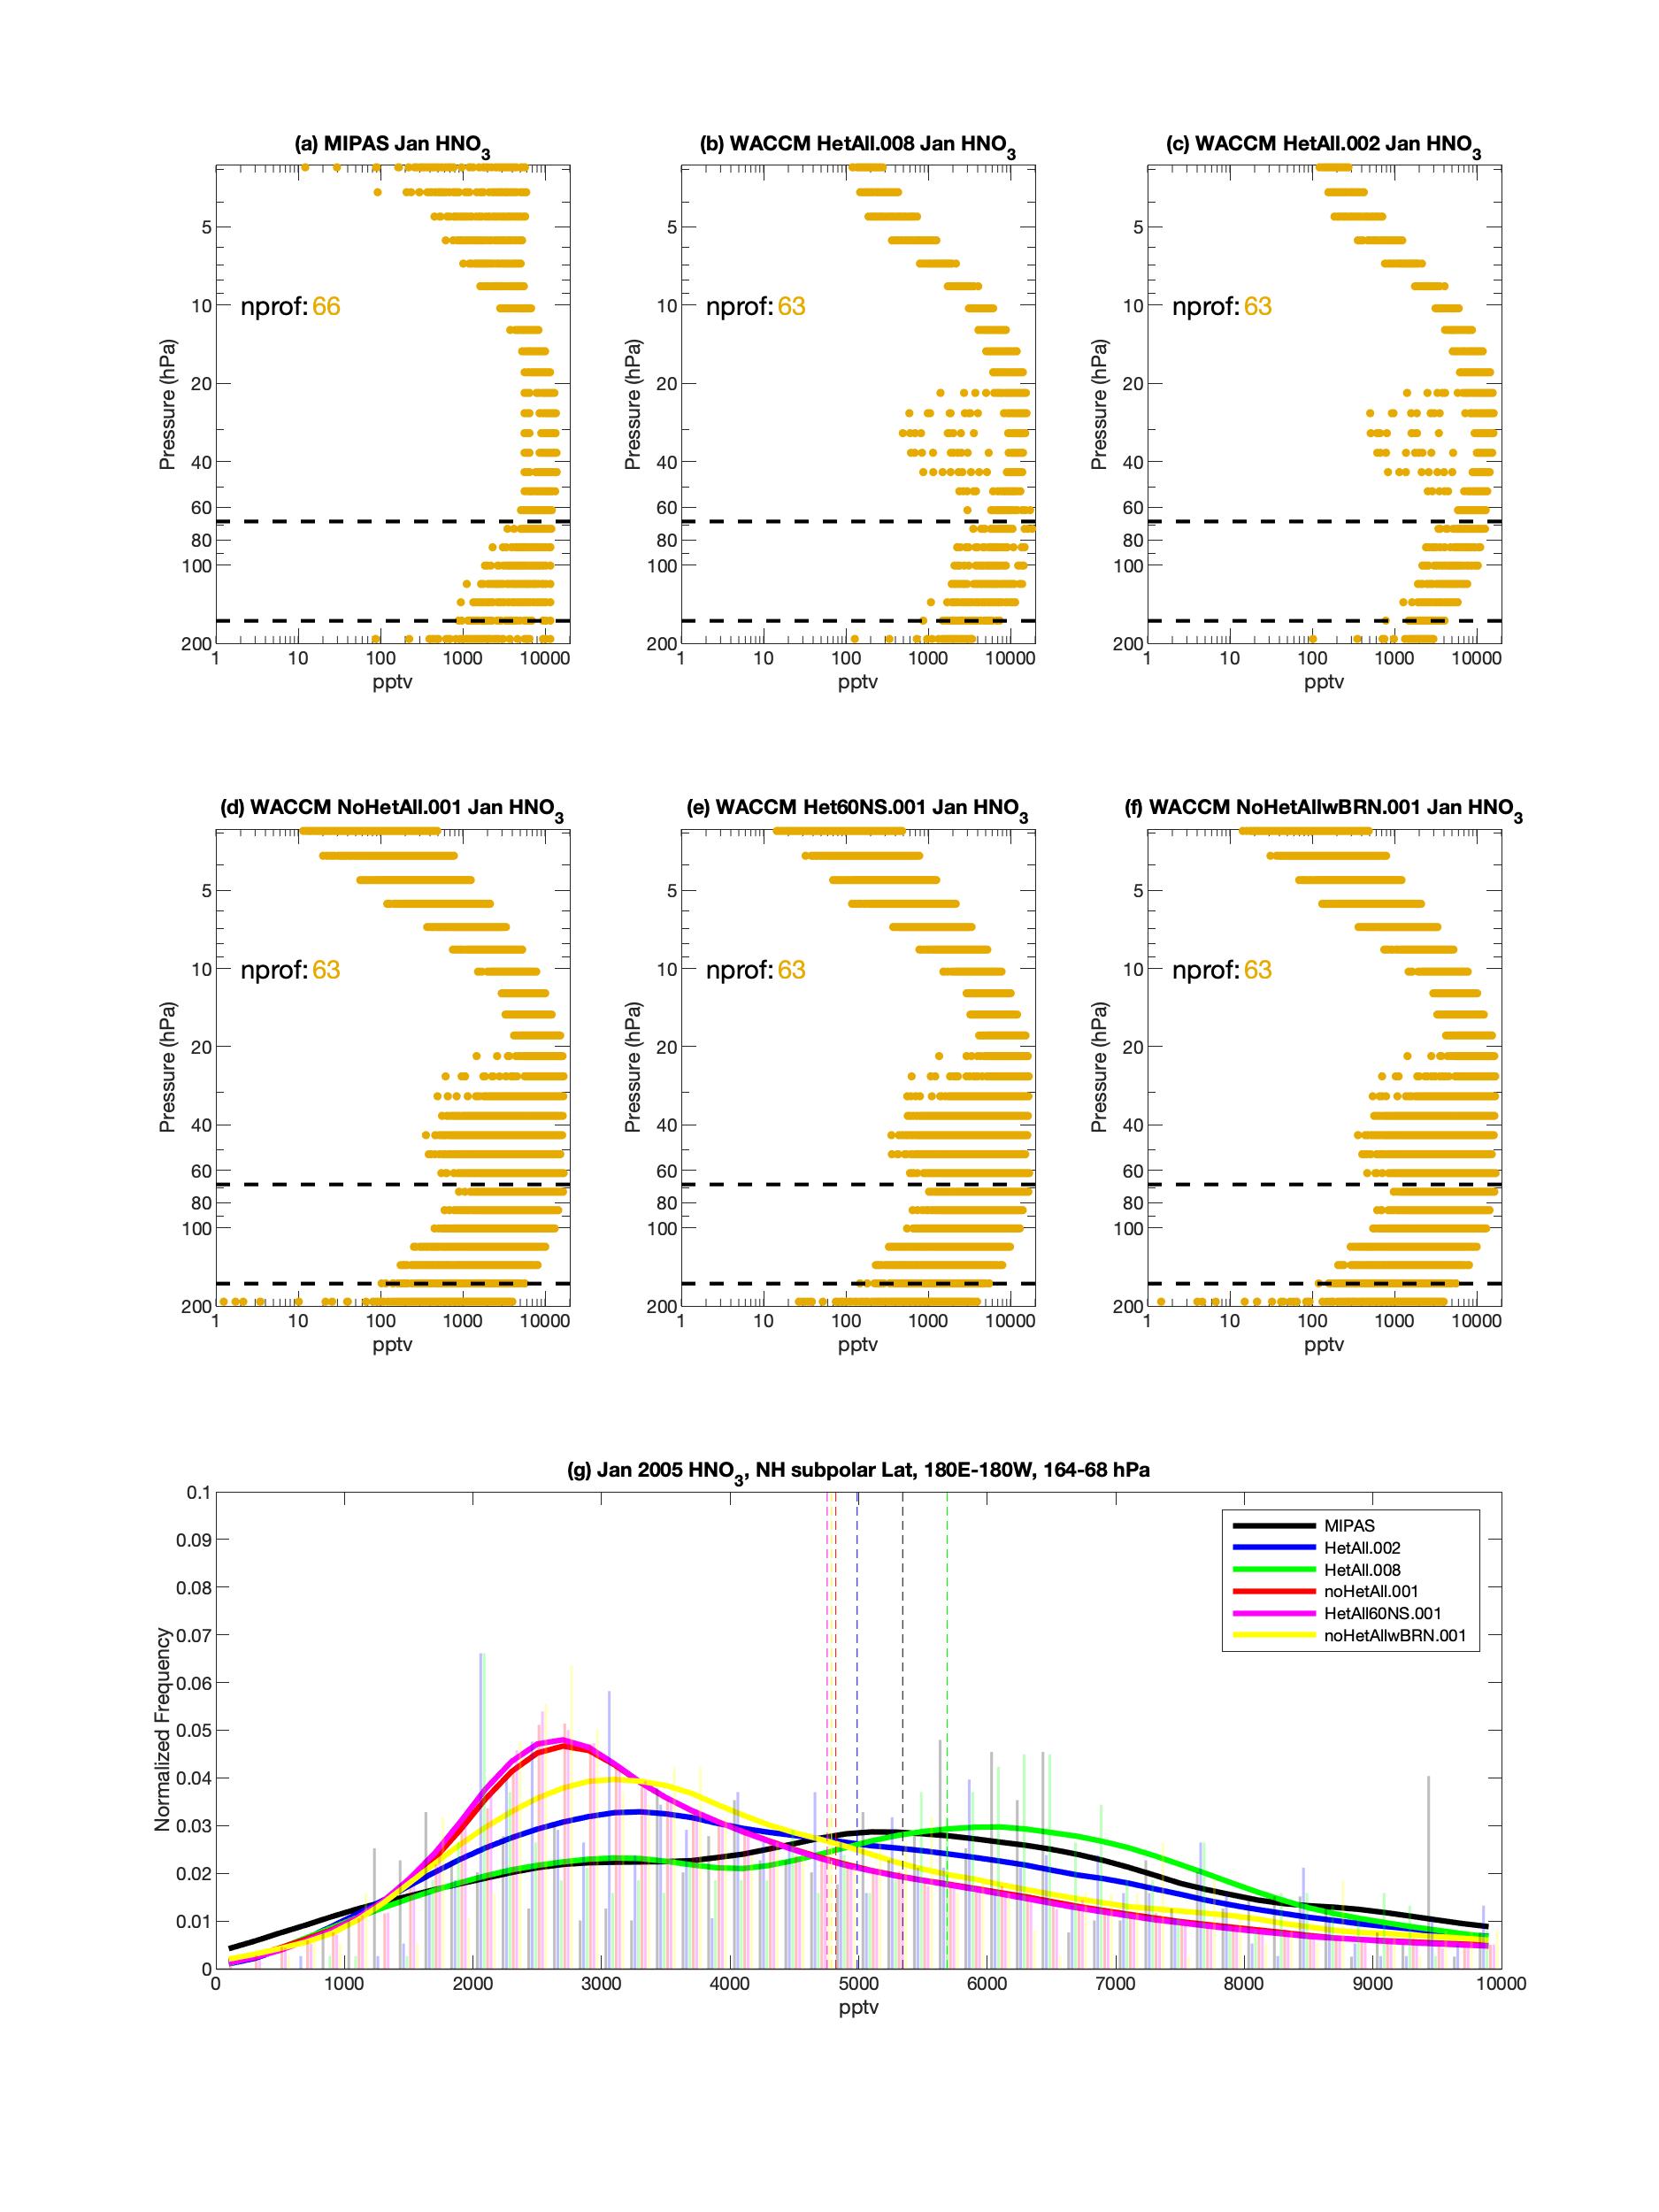 (a) MIPAS Jan HNO3
(b) WACCM HetAll.008 Jan HNO3
(c) WACCM HetAll.002 Jan HNO3
Pressure (hPa)
5
10
20
40
60
80
100
200
nprof: 66
1 10 100 1000 10000
pptv
Pressure (hPa)
5
10
20
40
60
80
100
200
nprof: 63
1 10 100 1000 10000
pptv
Pressure (hPa)
5
10
20
40
60
80
100
200
nprof: 63
1 10 100 1000 10000
pptv
(d) WACCM NoHetAll.001 Jan HNO3
(e) WACCM Het60NS.001 Jan HNO3
(f) WACCM NoHetAllwBRN.001 Jan HNO3
Pressure (hPa)
5
10
20
40
60
80
100
200
nprof: 63
1 10 100 1000 10000
pptv
Pressure (hPa)
5
10
20
40
60
80
100
200
nprof: 63
1 10 100 1000 10000
pptv
Pressure (hPa)
5
10
20
40
60
80
100
200
nprof: 63
1 10 100 1000 10000
pptv
(g) Jan 2005 HNO3, NH subpolar Lat, 180E-180W, 164-68 hPa
Normalized Frequency
0.1
0.09
0.08
0.07
0.06
0.05
0.04
0.03
0.02
0.01
0
MIPAS
HetAll.002
HetAll.008
noHetAll.001
HetAll60NS.001
noHetAllwBRN.001
0 1000 2000 3000 4000 5000 6000 7000 8000 9000 10000
pptv